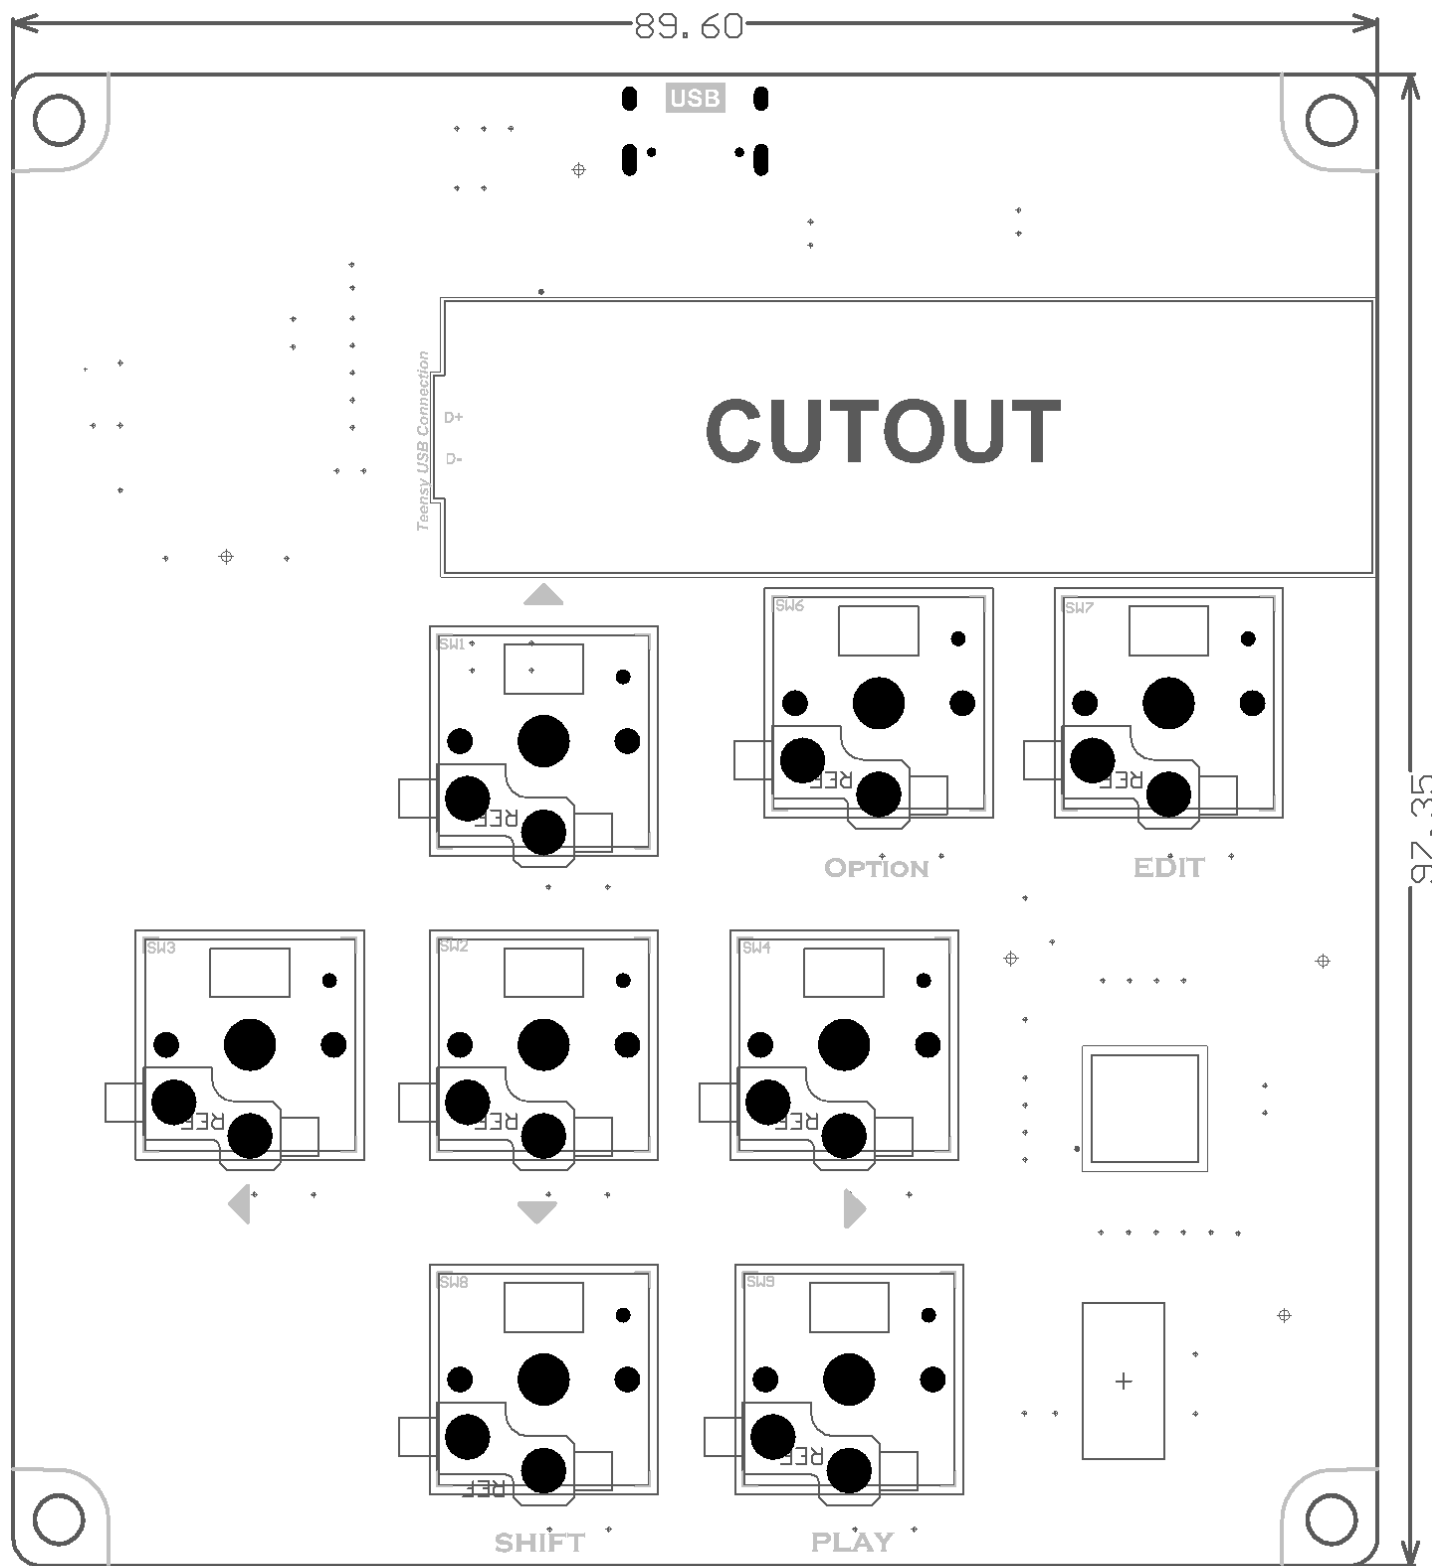 89.60
USB
CUTOUT
Teensy USB Connection
D+
D-
97.35
SW1
REF
SW6
REF
SW7
REF
OPTION
EDIT
SW3
REF
SW2
REF
SW4
REF
SW8
REF
SW9
REF
SHIFT
PLAY